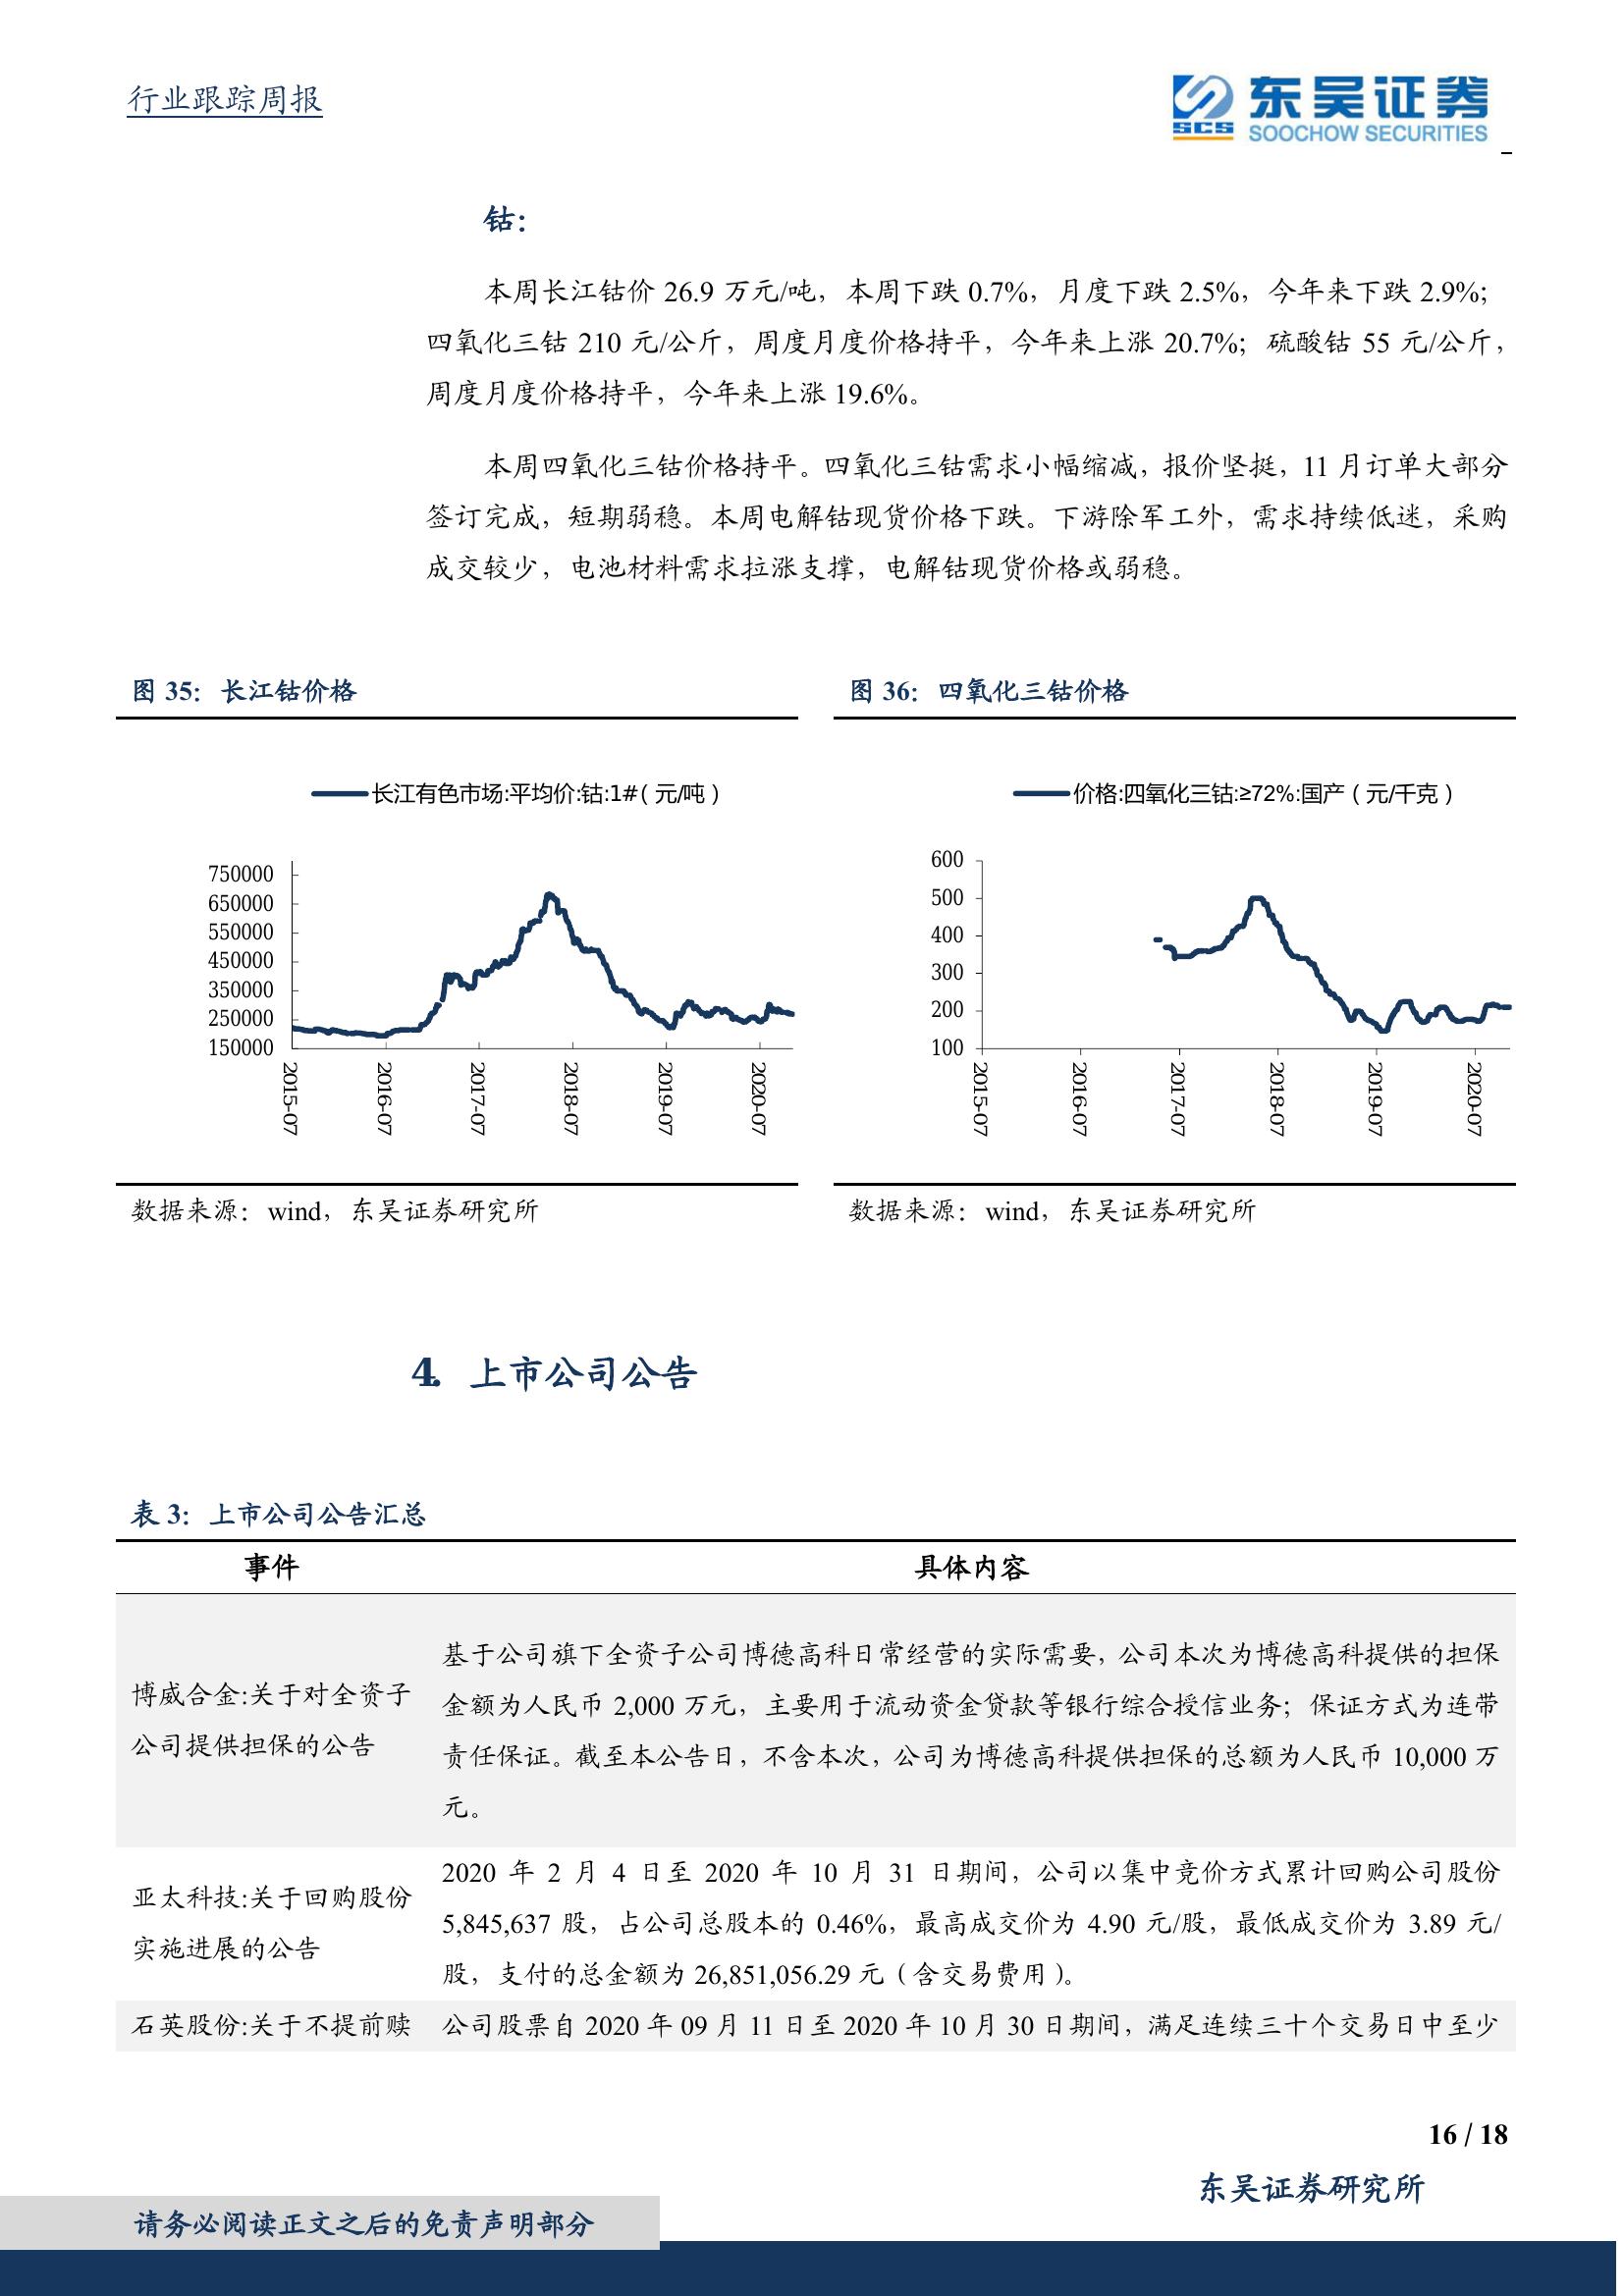 行业跟踪周报
东吴证券
SCS
SOOCHOW SECURITIES
钴：
本周长江钴价 26.9 万元/吨，本周下跌 0.7%，月度下跌 2.5%，今年来下跌 2.9%；
四氧化三钴 210 元/公斤，周度月度价格持平，今年来上涨 20.7%；硫酸钴 55 元/公斤，
周度月度价格持平，今年来上涨 19.6%。
本周四氧化三钴价格持平。四氧化三钴需求小幅缩减，报价坚挺，11 月订单大部分
签订完成，短期弱稳。本周电解钴现货价格下跌。下游除军工外，需求持续低迷，采购
成交较少，电池材料需求拉涨支撑，电解钴现货价格或弱稳。
图 35：长江钴价格
长江有色市场:平均价:钴:1#（元/吨）
750000
650000
550000
450000
350000
250000
150000
2015-07
2016-07
2017-07
2018-07
2019-07
2020-07
数据来源：wind，东吴证券研究所
图 36：四氧化三钴价格
价格:四氧化三钴:≥72%:国产（元/千克）
600
500
400
300
200
100
2015-07
2016-07
2017-07
2018-07
2019-07
2020-07
数据来源：wind，东吴证券研究所
4. 上市公司公告
表 3：上市公司公告汇总
事件 具体内容
博威合金:关于对全资子
公司提供担保的公告
基于公司旗下全资子公司博德高科日常经营的实际需要，公司本次为博德高科提供的担保
金额为人民币 2,000 万元，主要用于流动资金贷款等银行综合授信业务；保证方式为连带
责任保证。截至本公告日，不含本次，公司为博德高科提供担保的总额为人民币 10,000 万
元。
亚太科技:关于回购股份
实施进展的公告
2020 年 2 月 4 日至 2020 年 10 月 31 日期间，公司以集中竞价方式累计回购公司股份
5,845,637 股，占公司总股本的 0.46%，最高成交价为 4.90 元/股，最低成交价为 3.89 元/
股，支付的总金额为 26,851,056.29 元（含交易费用）。
石英股份:关于不提前赎
公司股票自 2020 年 09 月 11 日至 2020 年 10 月 30 日期间，满足连续三十个交易日中至少
16 / 18
东吴证券研究所
请务必阅读正文之后的免责声明部分